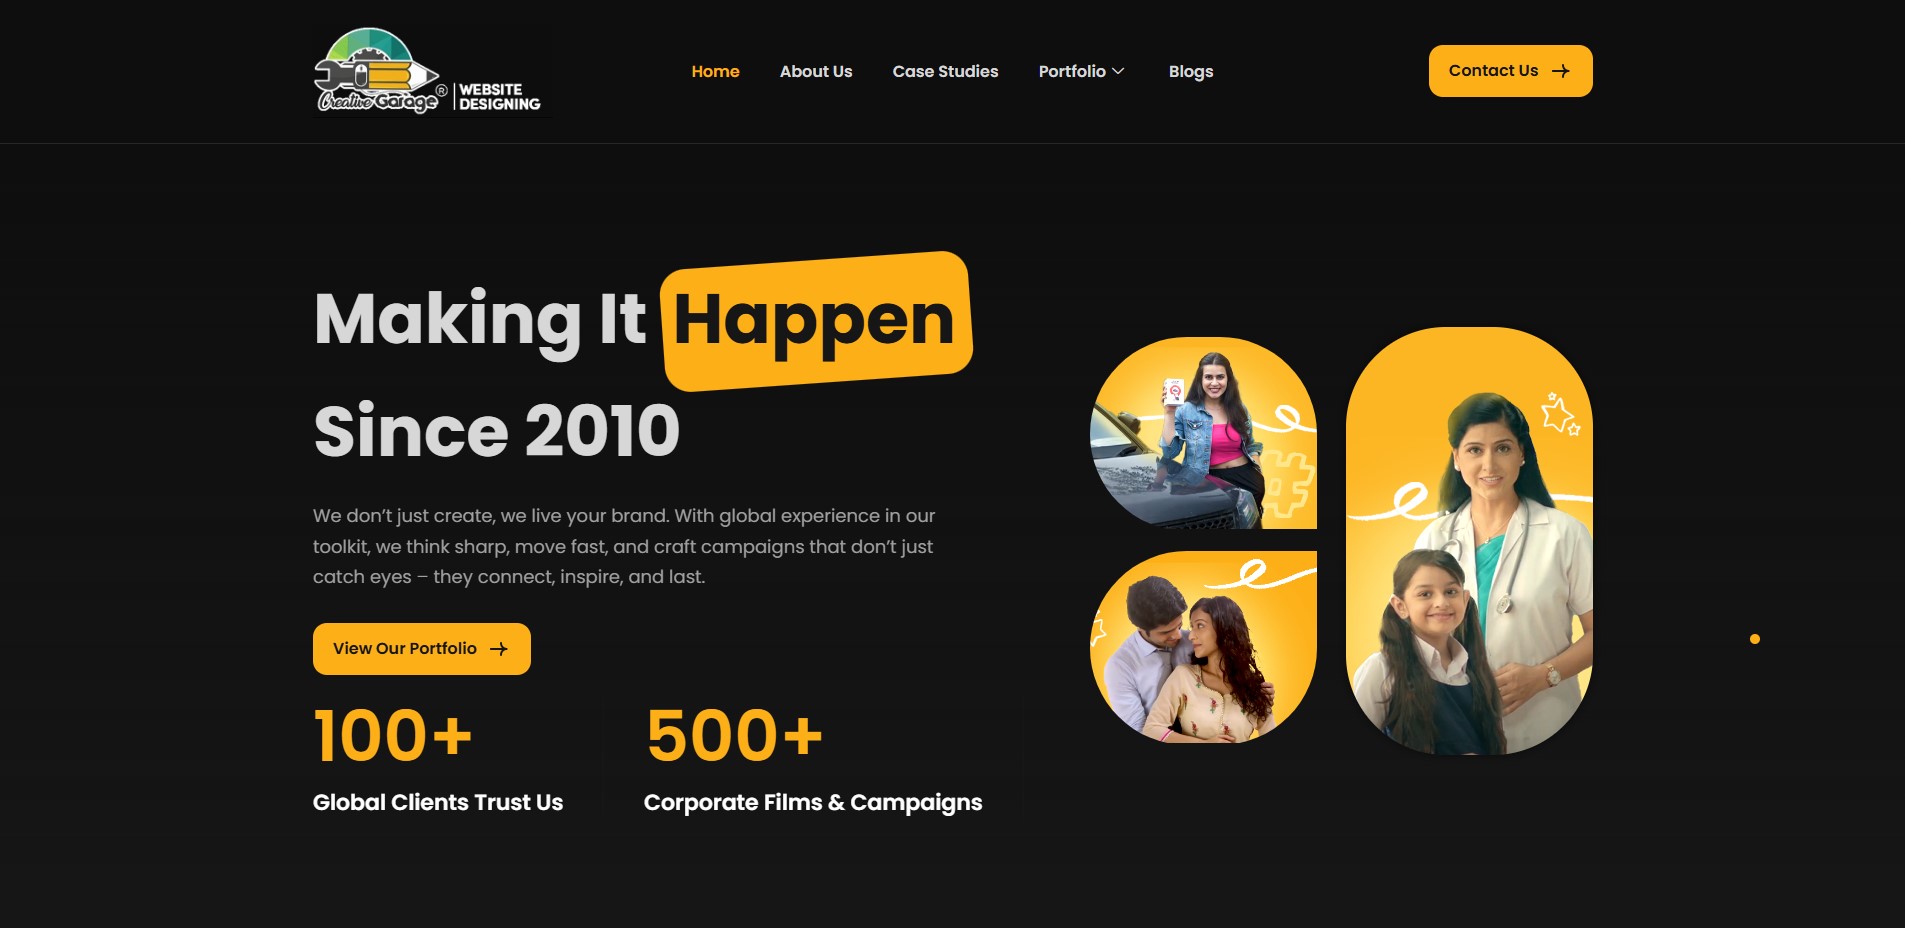 Creative Garage® | WEBSITE
DESIGNING
Home
About Us
Case Studies
Portfolio
Blogs
Contact Us
Making It Happen
Since 2010
We don’t just create, we live your brand. With global experience in our
toolkit, we think sharp, move fast, and craft campaigns that don’t just
catch eyes – they connect, inspire, and last.
View Our Portfolio
100+
Global Clients Trust Us
500+
Corporate Films & Campaigns
#